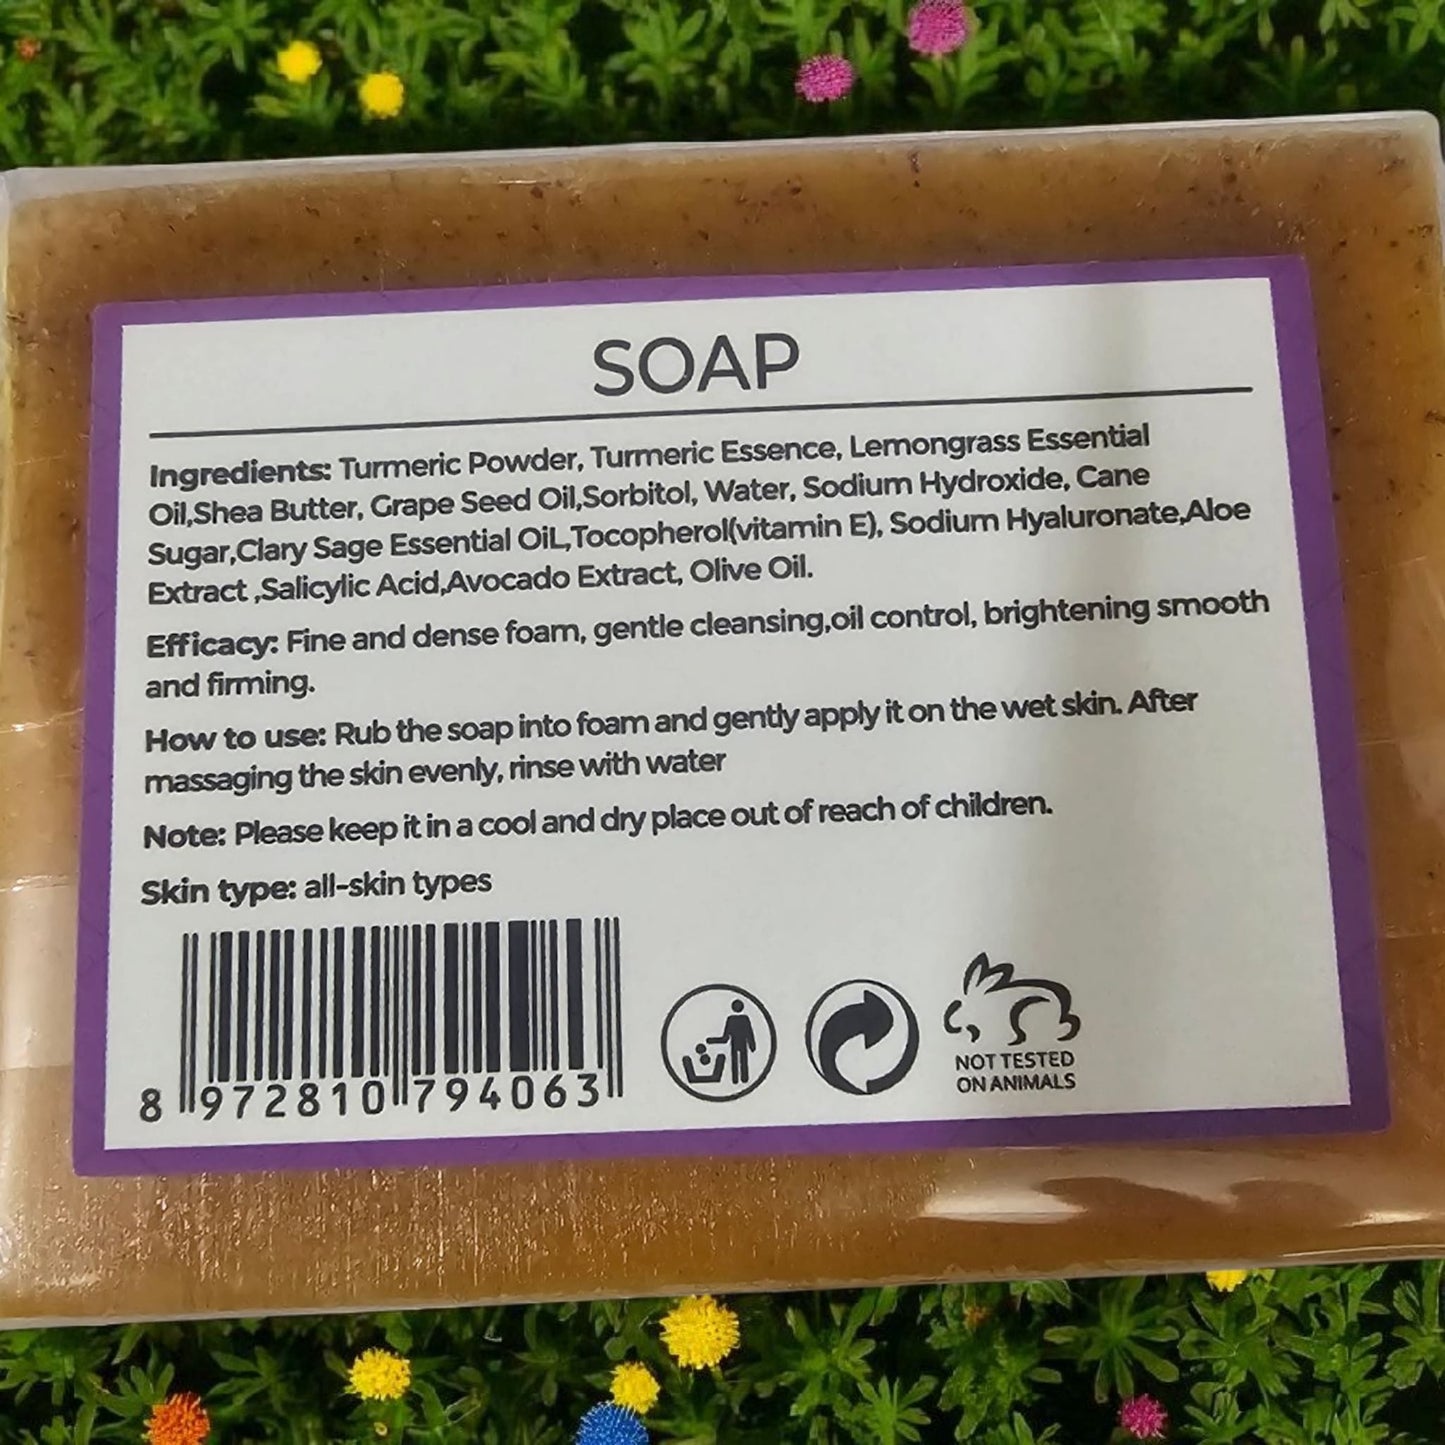 SOAP
Ingredients: Turmeric Powder, Turmeric Essence, Lemongrass Essential
Oil,Shea Butter, Grape Seed Oil,Sorbitol, Water, Sodium Hydroxide, Cane
Sugar,Clary Sage Essential OiL,Tocopherol(vitamin E), Sodium Hyaluronate,Aloe
Extract ,Salicylic Acid,Avocado Extract, Olive Oil.
Efficacy: Fine and dense foam, gentle cleansing,oil control, brightening smooth
and firming.
How to use: Rub the soap into foam and gently apply it on the wet skin. After
massaging the skin evenly, rinse with water
Note: Please keep it in a cool and dry place out of reach of children.
Skin type: all-skin types
8 972810 794063
NOT TESTED
ON ANIMALS